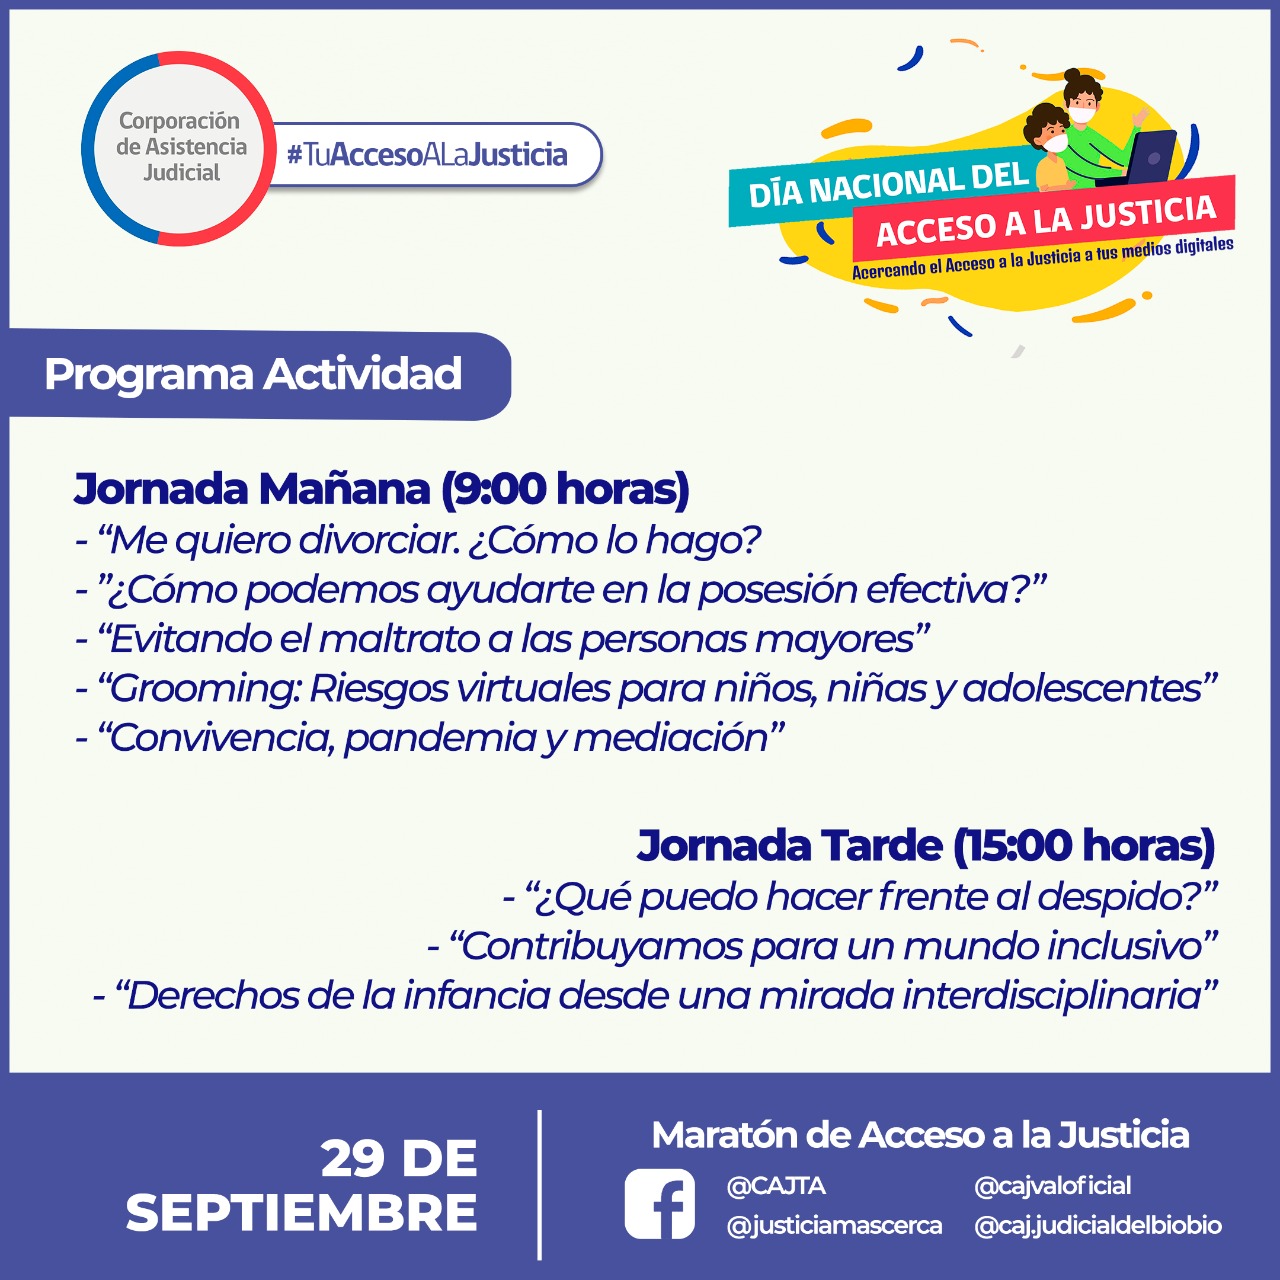 Corporación
de Asistencia
Judicial
#TuAccesoALaJusticia
DÍA NACIONAL DEL
ACCESO A LA JUSTICIA
Acercando el Acceso a la Justicia a tus medios digitales
Programa Actividad
Jornada Mañana (9:00 horas)
- “Me quiero divorciar. ¿Cómo lo hago?
- ”¿Cómo podemos ayudarte en la posesión efectiva?”
- “Evitando el maltrato a las personas mayores”
- “Grooming: Riesgos virtuales para niños, niñas y adolescentes”
- “Convivencia, pandemia y mediación”
Jornada Tarde (15:00 horas)
- “¿Qué puedo hacer frente al despido?”
- “Contribuyamos para un mundo inclusivo”
- “Derechos de la infancia desde una mirada interdisciplinaria”
29 DE
SEPTIEMBRE
Maratón de Acceso a la Justicia
@CAJTA @cajvaloficial
@justiciamascerca @caj.judicialdelbiobio